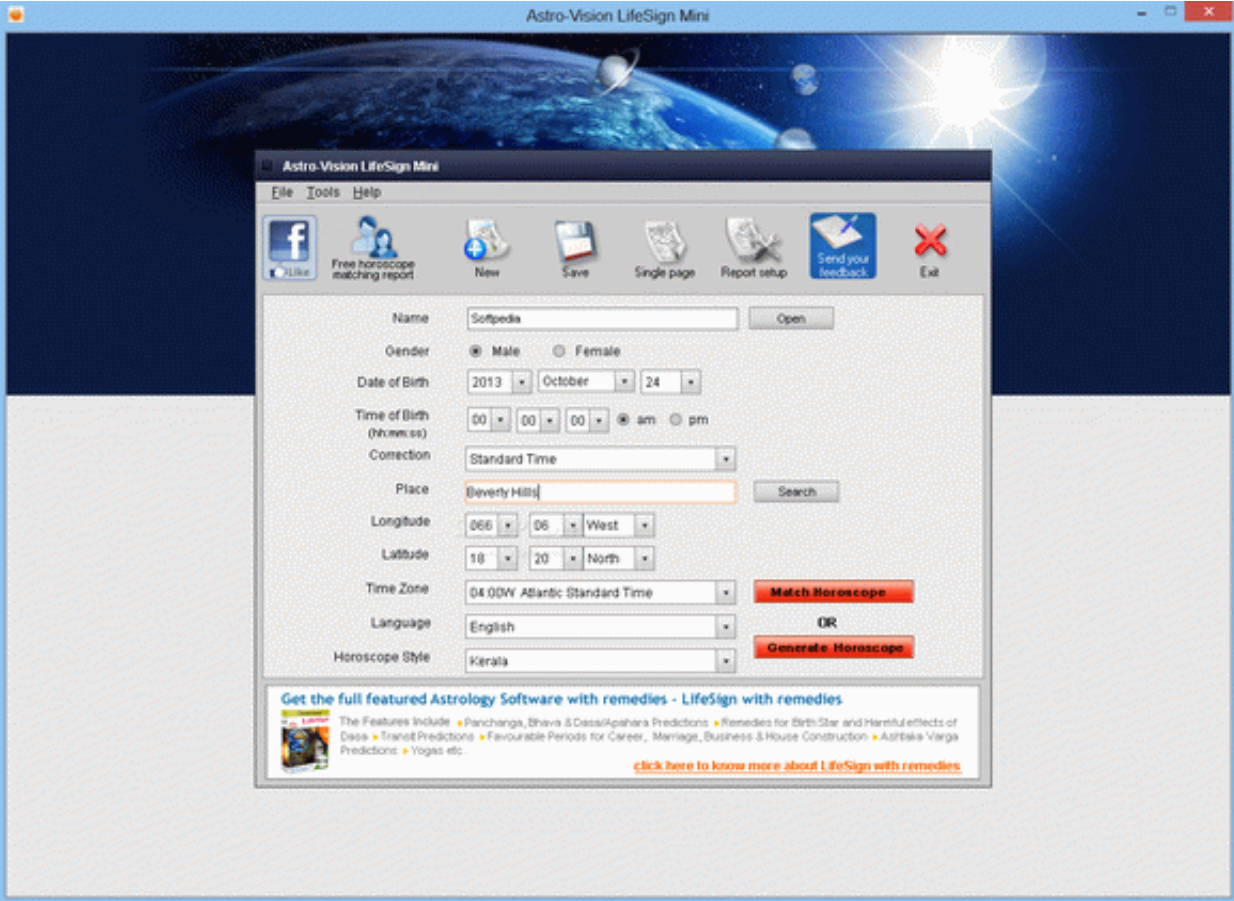 Astro-Vision LifeSign Mini
Astro-Vision LifeSign Mini
File Tools Help
f
Like
Free horoscope
matching report
New
Save
Single page
Report setup
Send your
feedback
Exit
Name Softpedia Open
Gender Male Female
Date of Birth 2013 October 24
Time of Birth 00 00 00 am pm
(hh:mm:ss)
Correction Standard Time
Place Beverly Hills Search
Longitude 066 06 West
Latitude 18 20 North
Time Zone 04:00W Atlantic Standard Time Match Horoscope
Language English OR
Generate Horoscope
Horoscope Style Kerala
Get the full featured Astrology Software with remedies - LifeSign with remedies
The Features Include Panchanga, Bhava & Dasa/Apahara Predictions Remedies for Birth Star and Harmful effects of
Dasa Transit Predictions Favourable Periods for Career, Marriage, Business & House Construction Ashtaka Varga
Predictions Yogas etc.
click here to know more about LifeSign with remedies